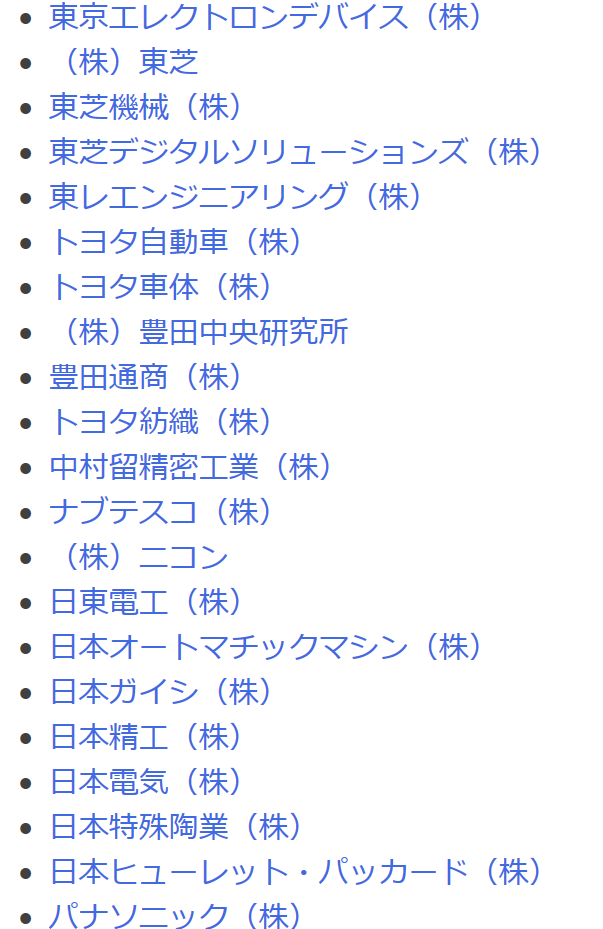 東京エレクトロンデバイス（株）
（株）東芝
東芝機械（株）
東芝デジタルソリューションズ（株）
東レエンジニアリング（株）
トヨタ自動車（株）
トヨタ車体（株）
（株）豊田中央研究所
豊田通商（株）
トヨタ紡織（株）
中村留精密工業（株）
ナブテスコ（株）
（株）ニコン
日東電工（株）
日本オートマチックマシン（株）
日本ガイシ（株）
日本精工（株）
日本電気（株）
日本特殊陶業（株）
日本ヒューレット・パッカード（株）
パナソニック（株）